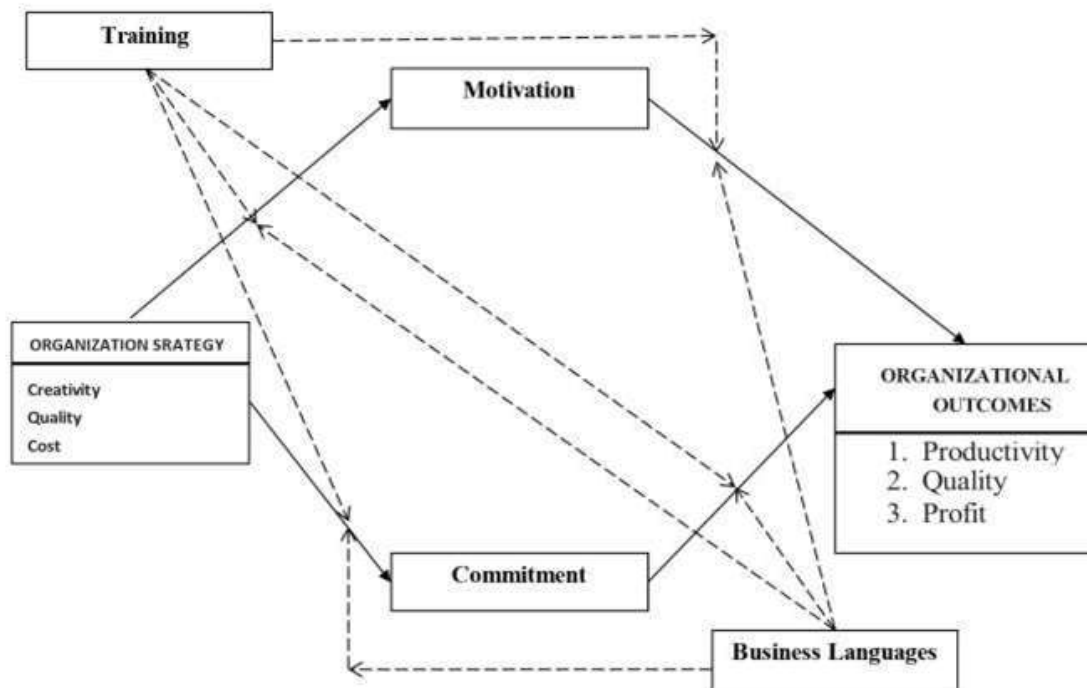 Training
Motivation
ORGANIZATION SRATEGY
Creativity
Quality
Cost
ORGANIZATIONAL
OUTCOMES
1. Productivity
2. Quality
3. Profit
Commitment
Business Languages